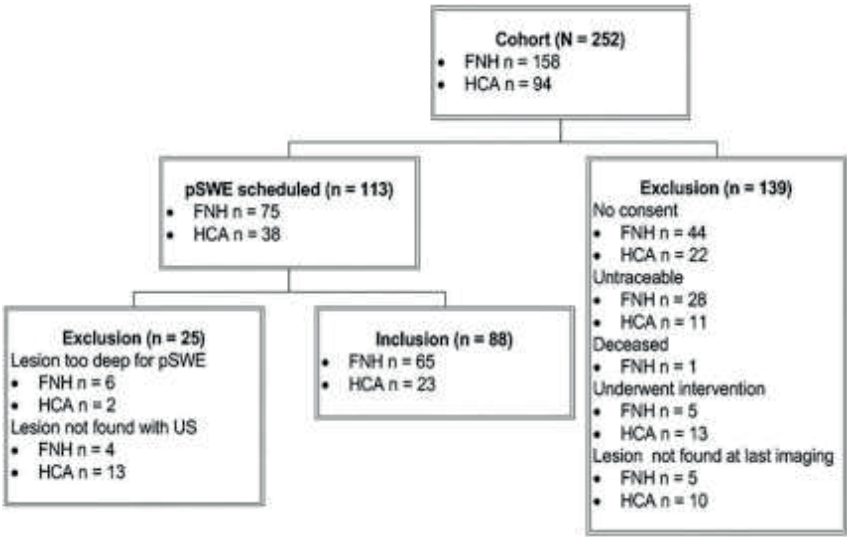 Cohort (N = 252)
• FNH n = 158
• HCA n = 94
pSWE scheduled (n = 113)
• FNH n = 75
• HCA n = 38
Exclusion (n = 139)
No consent
• FNH n = 44
• HCA n = 22
Untraceable
• FNH n = 28
• HCA n = 11
Deceased
• FNH n = 1
Underwent intervention
• FNH n = 5
• HCA n = 13
Lesion not found at last imaging
• FNH n = 5
• HCA n = 10
Exclusion (n = 25)
Lesion too deep for pSWE
• FNH n = 6
• HCA n = 2
Lesion not found with US
• FNH n = 4
• HCA n = 13
Inclusion (n = 88)
• FNH n = 65
• HCA n = 23